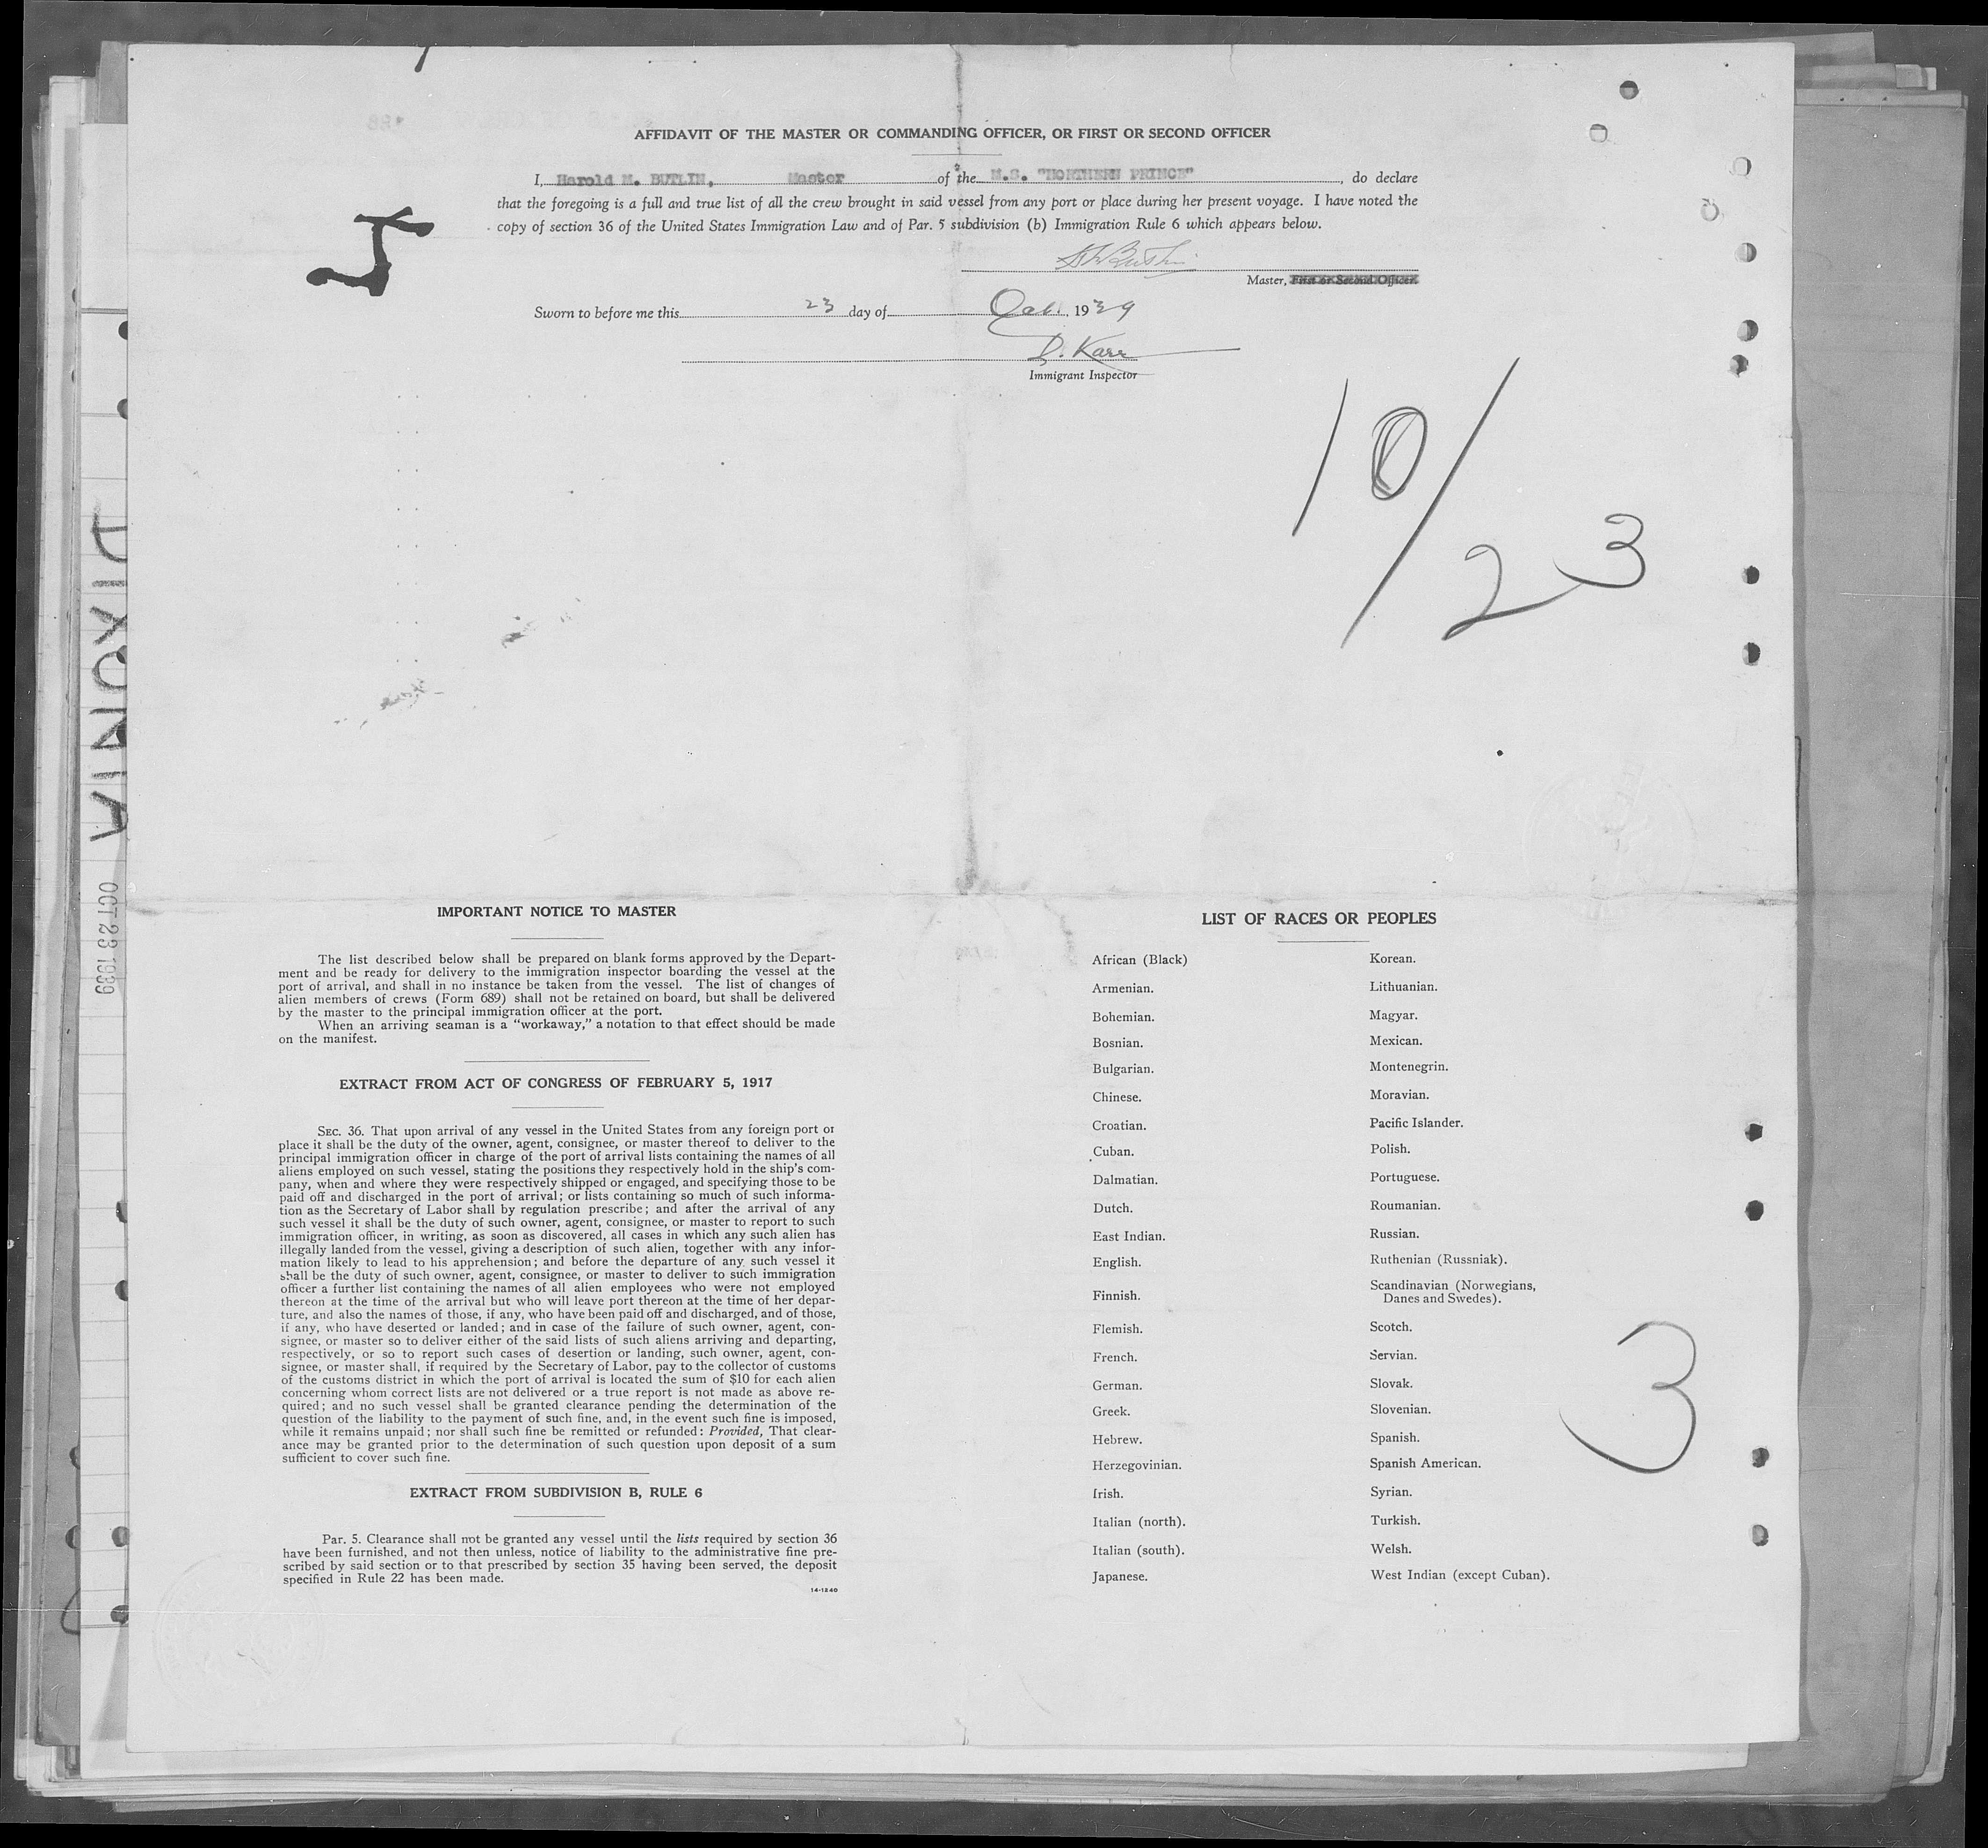 AFFIDAVIT OF THE MASTER OR COMMANDING OFFICER, OR FIRST OR SECOND OFFICER
I, Harold M. BUTLIN, Master of the M.S. "NORTHERN PRINCE", do declare
that the foregoing is a full and true list of all the crew brought in said vessel from any port or place during her present voyage. I have noted the
copy of section 36 of the United States Immigration Law and of Par. 5 subdivision (b) Immigration Rule 6 which appears below.
Master, First or Second Officer.
Sworn to before me this 23 day of Oct. 1939
D. Karr
Immigrant Inspector
10/23
DIXONIA
OCT 23 1939
IMPORTANT NOTICE TO MASTER
The list described below shall be prepared on blank forms approved by the Depart-
ment and be ready for delivery to the immigration inspector boarding the vessel at the
port of arrival, and shall in no instance be taken from the vessel. The list of changes of
alien members of crews (Form 689) shall not be retained on board, but shall be delivered
by the master to the principal immigration officer at the port.
When an arriving seaman is a "workaway," a notation to that effect should be made
on the manifest.
EXTRACT FROM ACT OF CONGRESS OF FEBRUARY 5, 1917
SEC. 36. That upon arrival of any vessel in the United States from any foreign port or
place it shall be the duty of the owner, agent, consignee, or master thereof to deliver to the
principal immigration officer in charge of the port of arrival lists containing the names of all
aliens employed on such vessel, stating the positions they respectively hold in the ship's com-
pany, when and where they were respectively shipped or engaged, and specifying those to be
paid off and discharged in the port of arrival; or lists containing so much of such informa-
tion as the Secretary of Labor shall by regulation prescribe; and after the arrival of any
such vessel it shall be the duty of such owner, agent, consignee, or master to report to such
immigration officer, in writing, as soon as discovered, all cases in which any such alien has
illegally landed from the vessel, giving a description of such alien, together with any infor-
mation likely to lead to his apprehension; and before the departure of any such vessel it
shall be the duty of such owner, agent, consignee, or master to deliver to such immigration
officer a further list containing the names of all alien employees who were not employed
thereon at the time of the arrival but who will leave port thereon at the time of her depar-
ture, and also the names of those, if any, who have been paid off and discharged, and of those,
if any, who have deserted or landed; and in case of the failure of such owner, agent, con-
signee, or master so to deliver either of the said lists of such aliens arriving and departing,
respectively, or so to report such cases of desertion or landing, such owner, agent, con-
signee, or master shall, if required by the Secretary of Labor, pay to the collector of customs
of the customs district in which the port of arrival is located the sum of $10 for each alien
concerning whom correct lists are not delivered or a true report is not made as above re-
quired; and no such vessel shall be granted clearance pending the determination of the
question of the liability to the payment of such fine, and, in the event such fine is imposed,
while it remains unpaid; nor shall such fine be remitted or refunded: Provided, That clear-
ance may be granted prior to the determination of such question upon deposit of a sum
sufficient to cover such fine.
EXTRACT FROM SUBDIVISION B, RULE 6
Par. 5. Clearance shall not be granted any vessel until the lists required by section 36
have been furnished, and not then unless, notice of liability to the administrative fine pre-
scribed by said section or to that prescribed by section 35 having been served, the deposit
specified in Rule 22 has been made.
14-1240
LIST OF RACES OR PEOPLES
African (Black)
Armenian.
Bohemian.
Bosnian.
Bulgarian.
Chinese.
Croatian.
Cuban.
Dalmatian.
Dutch.
East Indian.
English.
Finnish.
Flemish.
French.
German.
Greek.
Hebrew.
Herzegovinian.
Irish.
Italian (north).
Italian (south).
Japanese.
Korean.
Lithuanian.
Magyar.
Mexican.
Montenegrin.
Moravian.
Pacific Islander.
Polish.
Portuguese.
Roumanian.
Russian.
Ruthenian (Russniak).
Scandinavian (Norwegians,
Danes and Swedes).
Scotch.
Servian.
Slovak.
Slovenian.
Spanish.
Spanish American.
Syrian.
Turkish.
Welsh.
West Indian (except Cuban).
3